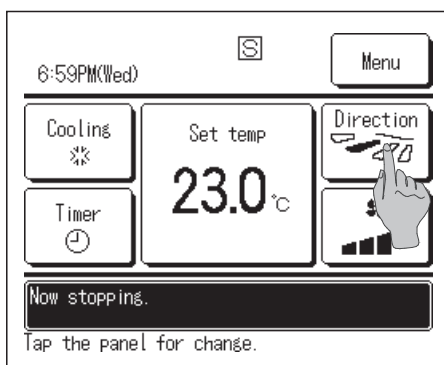 S
Menu
6:59PM(Wed)
Cooling
Set temp
Direction
23.0°C
Timer
Now stopping.
Tap the panel for change.